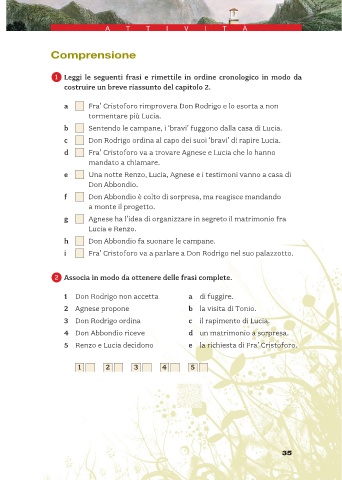 ATTIVITÀ
Comprensione
1 Leggi le seguenti frasi e rimettile in ordine cronologico in modo da
costruire un breve riassunto del capitolo 2.
a Fra' Cristoforo rimprovera Don Rodrigo e lo esorta a non
tormentare più Lucia.
b Sentendo le campane, i 'bravi' fuggono dalla casa di Lucia.
c Don Rodrigo ordina al capo dei suoi 'bravi' di rapire Lucia.
d Fra' Cristoforo va a trovare Agnese e Lucia che lo hanno
mandato a chiamare.
e Una notte Renzo, Lucia, Agnese e i testimoni vanno a casa di
Don Abbondio.
f Don Abbondio è colto di sorpresa, ma reagisce mandando
a monte il progetto.
g Agnese ha l'idea di organizzare in segreto il matrimonio fra
Lucia e Renzo.
h Don Abbondio fa suonare le campane.
i Fra' Cristoforo va a parlare a Don Rodrigo nel suo palazzotto.
2 Associa in modo da ottenere delle frasi complete.
1 Don Rodrigo non accetta a di fuggire.
2 Agnese propone b la visita di Tonio.
3 Don Rodrigo ordina c il rapimento di Lucia.
4 Don Abbondio riceve d un matrimonio a sorpresa.
5 Renzo e Lucia decidono e la richiesta di Fra' Cristoforo.
1 2 3 4 5
35